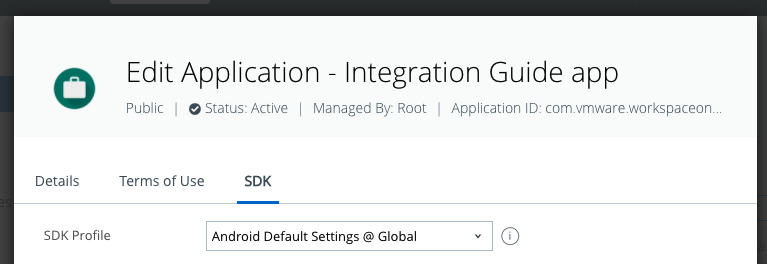 Edit Application - Integration Guide app
Public | Status: Active | Managed By: Root | Application ID: com.vmware.workspaceon...
Details Terms of Use SDK
SDK Profile Android Default Settings @ Global